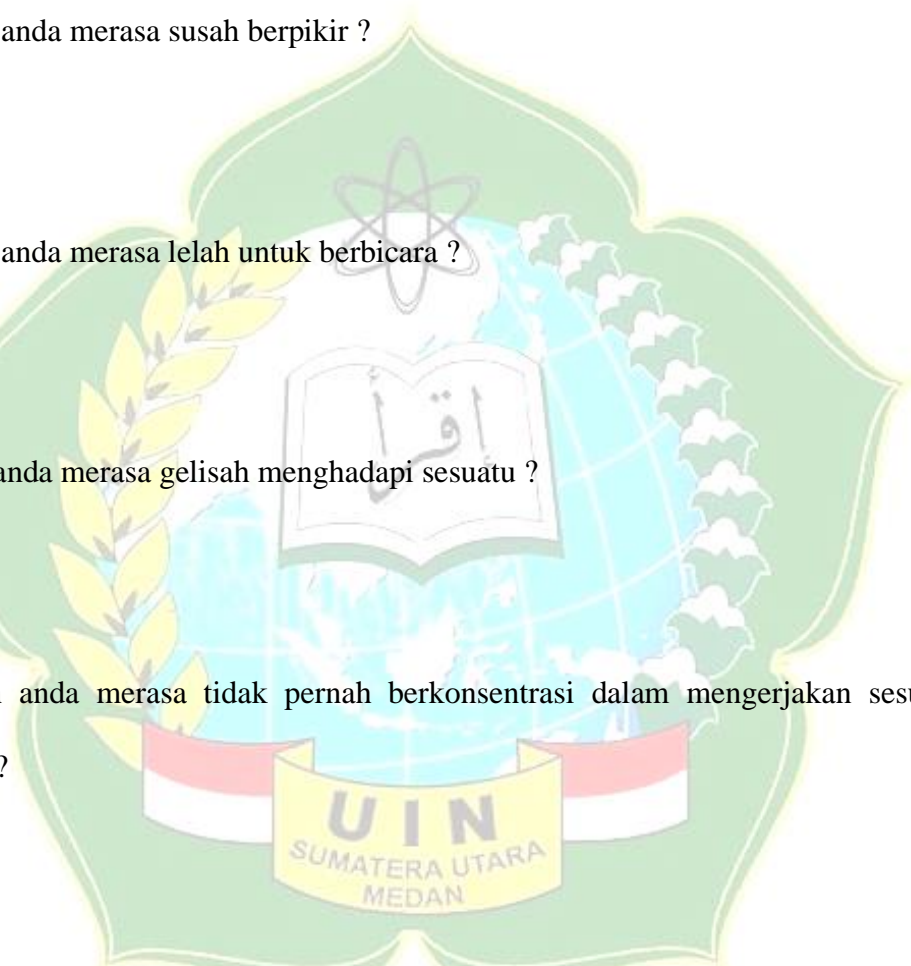 anda merasa susah berpikir ?
anda merasa lelah untuk berbicara ?
إقرأ
anda merasa gelisah menghadapi sesuatu ?
anda merasa tidak pernah berkonsentrasi dalam mengerjakan
?
UIN
SUMATERA UTARA
MEDAN